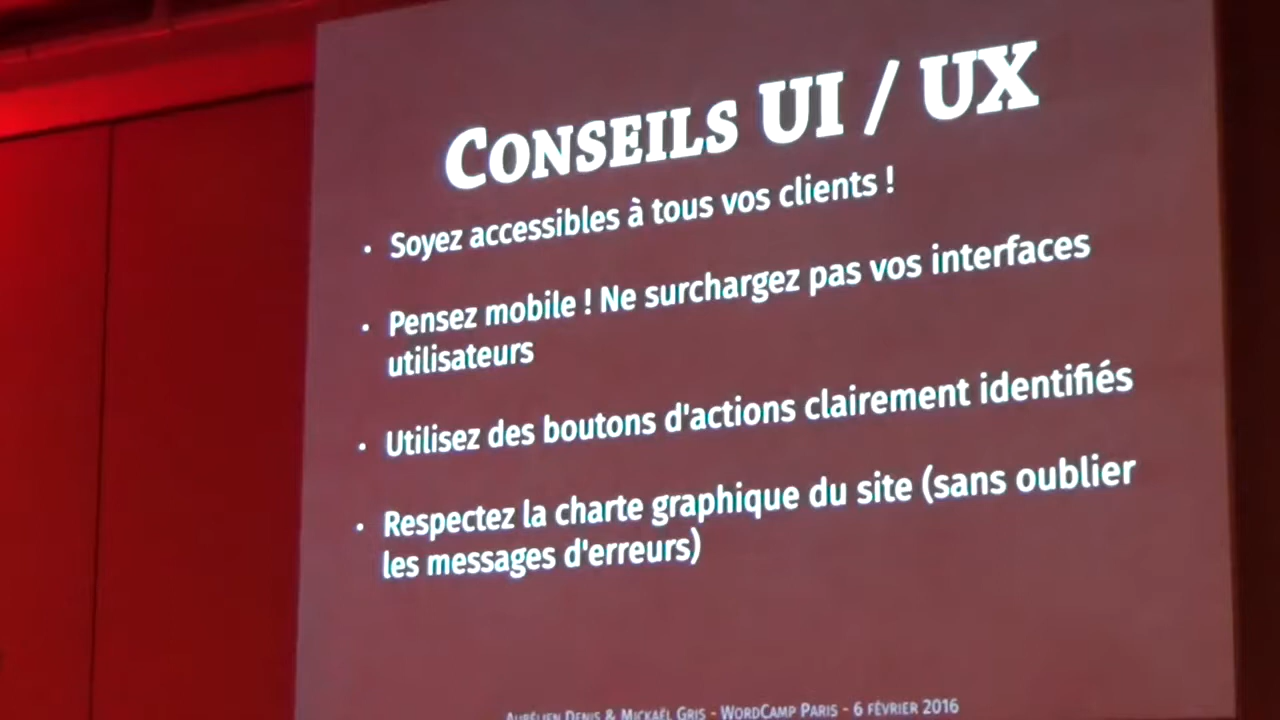 CONSEILS UI / UX
• Soyez accessibles à tous vos clients !
• Pensez mobile ! Ne surchargez pas vos interfaces
utilisateurs
• Utilisez des boutons d'actions clairement identifiés
• Respectez la charte graphique du site (sans oublier
les messages d'erreurs)
AURÉLIEN DENIS & MICKAËL GRIS - WORDCAMP PARIS - 6 FÉVRIER 2016